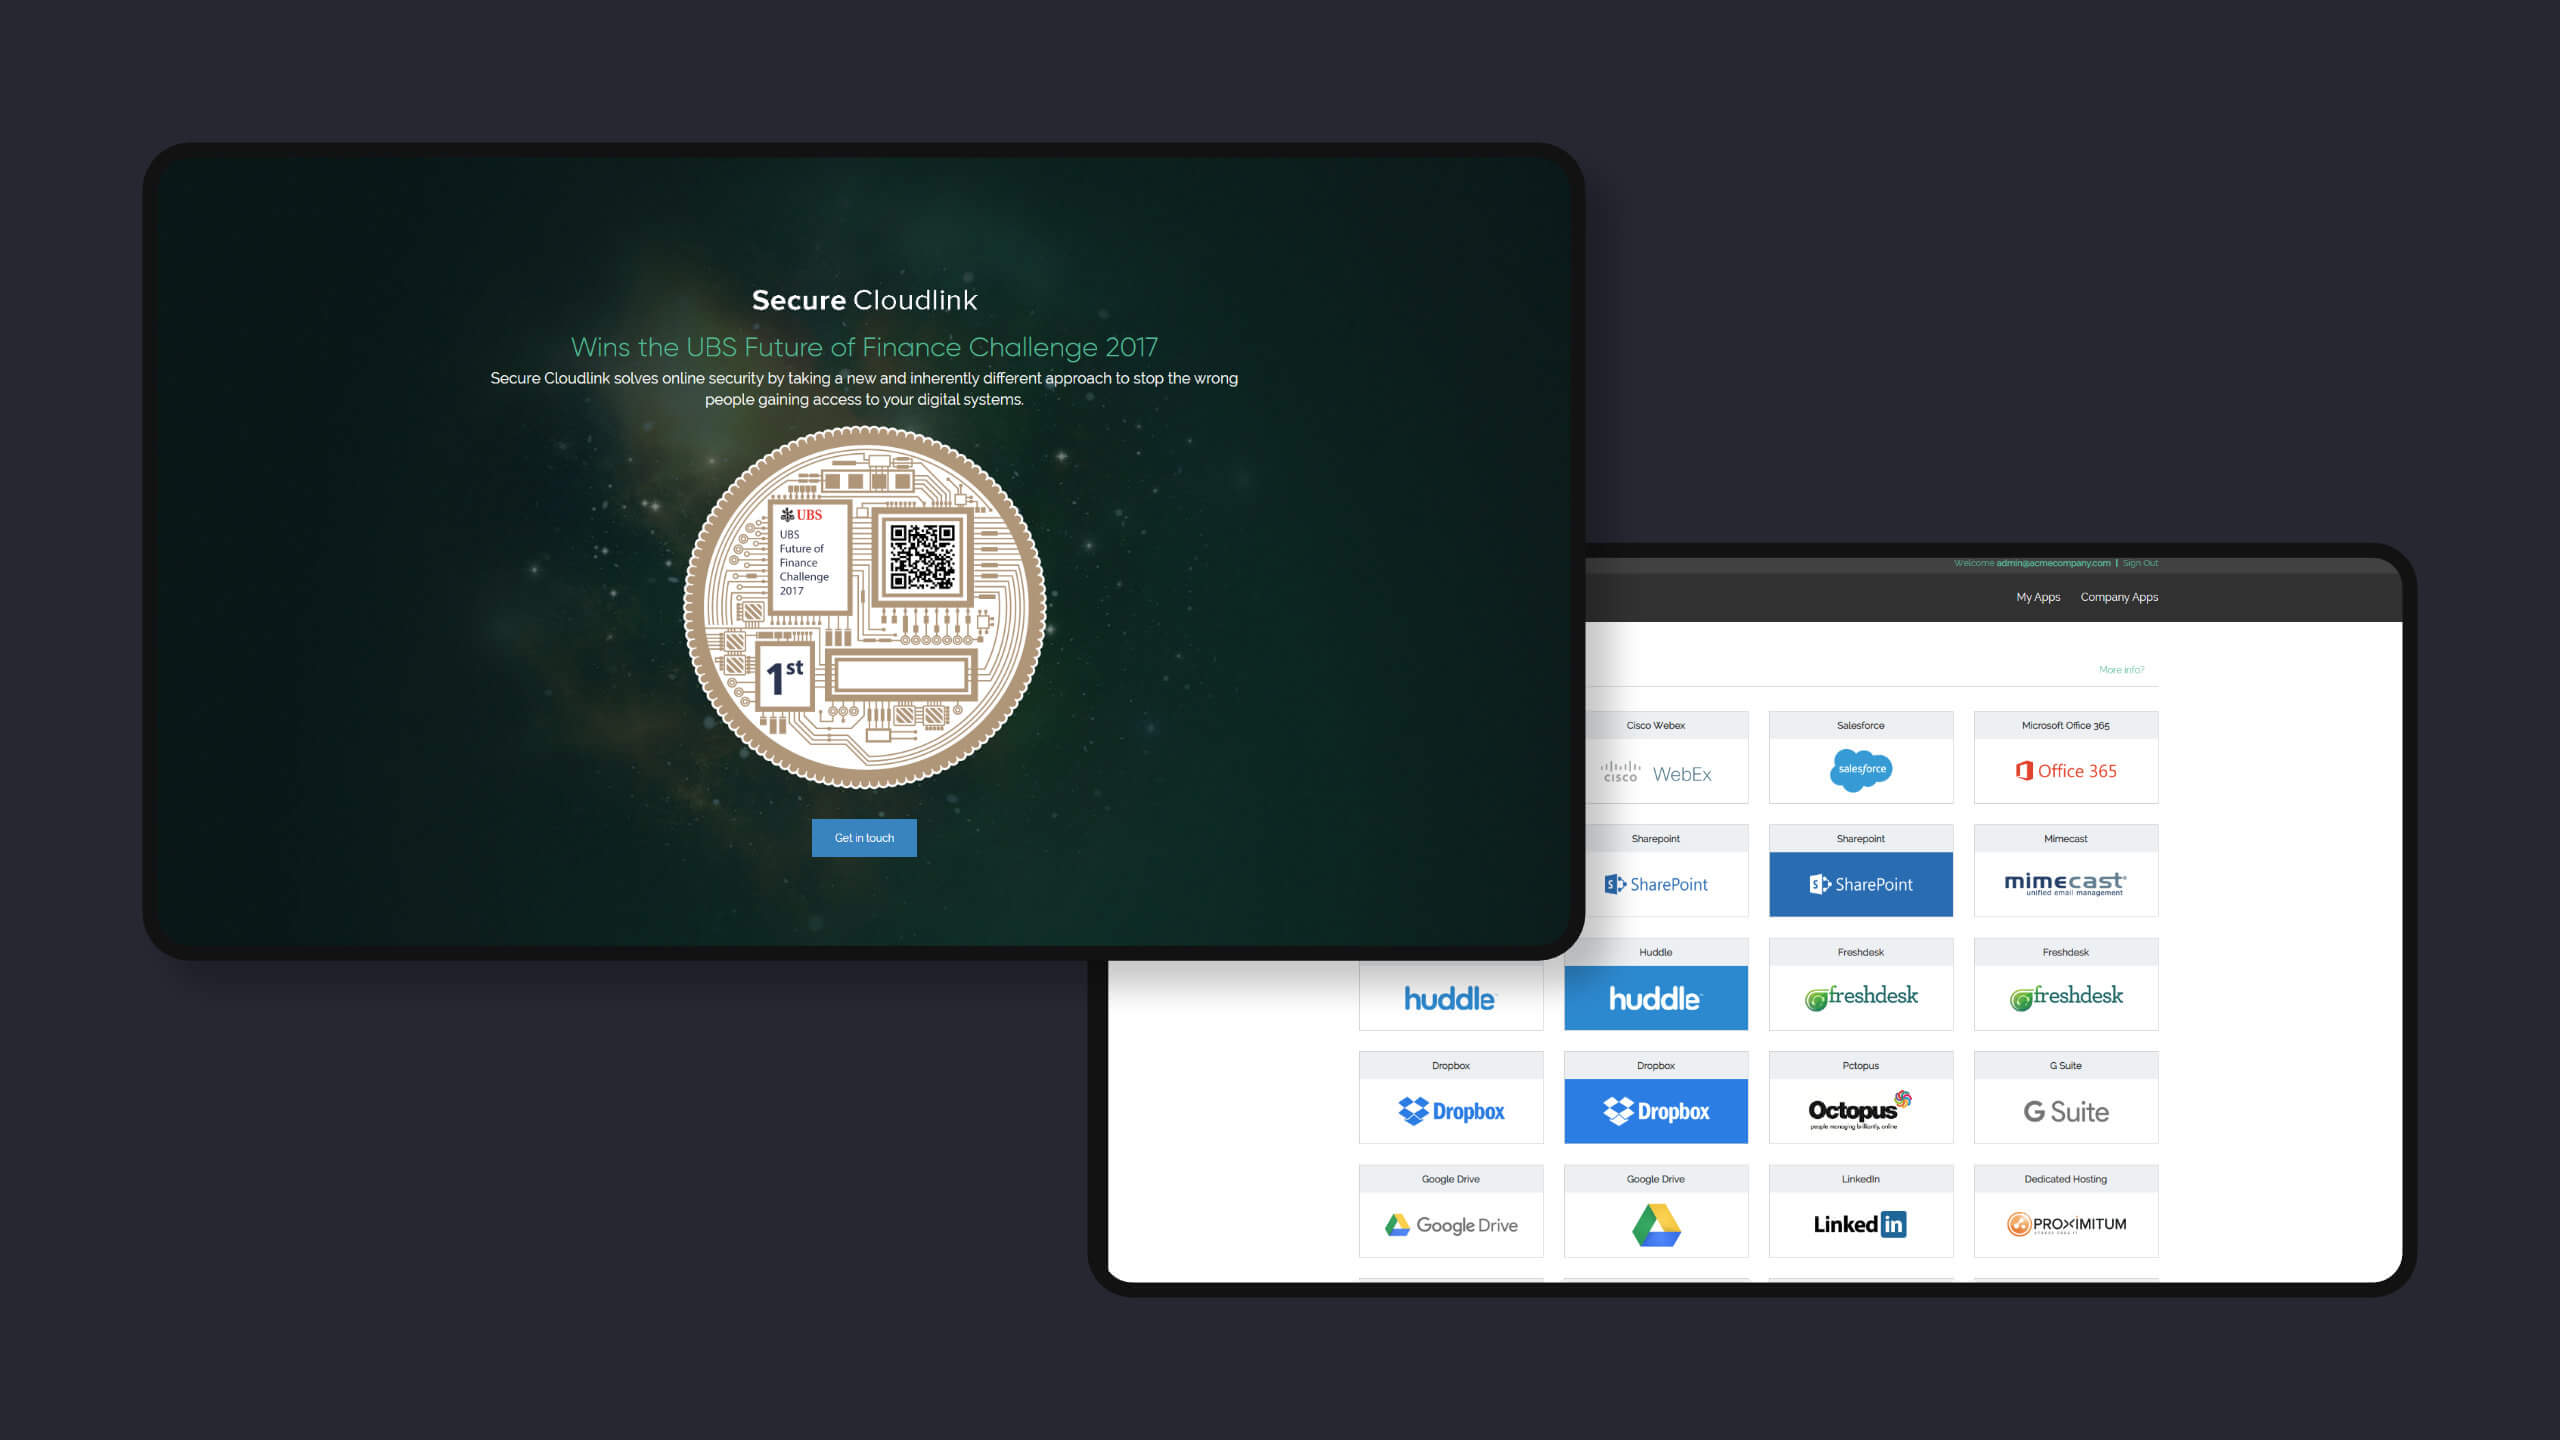 Secure Cloudlink
Wins the UBS Future of Finance Challenge 2017
Secure Cloudlink solves online security by taking a new and inherently different approach to stop the wrong
people gaining access to your digital systems.
UBS
UBS
Future of
Finance
Challenge
2017
1st
Get in touch
Welcome admin@acmecompany.com | Sign Out
My Apps Company Apps
More info?
Cisco Webex Salesforce Microsoft Office 365
cisco WebEx salesforce Office 365
Sharepoint Sharepoint Mimecast
S SharePoint S SharePoint mimecast
unified email management
Huddle Freshdesk Freshdesk
huddle huddle freshdesk freshdesk
Dropbox Dropbox Pctopus G Suite
Dropbox Dropbox Octopus G Suite
people managing brilliantly, online
Google Drive Google Drive LinkedIn Dedicated Hosting
Google Drive Linked in PROXIMITUM